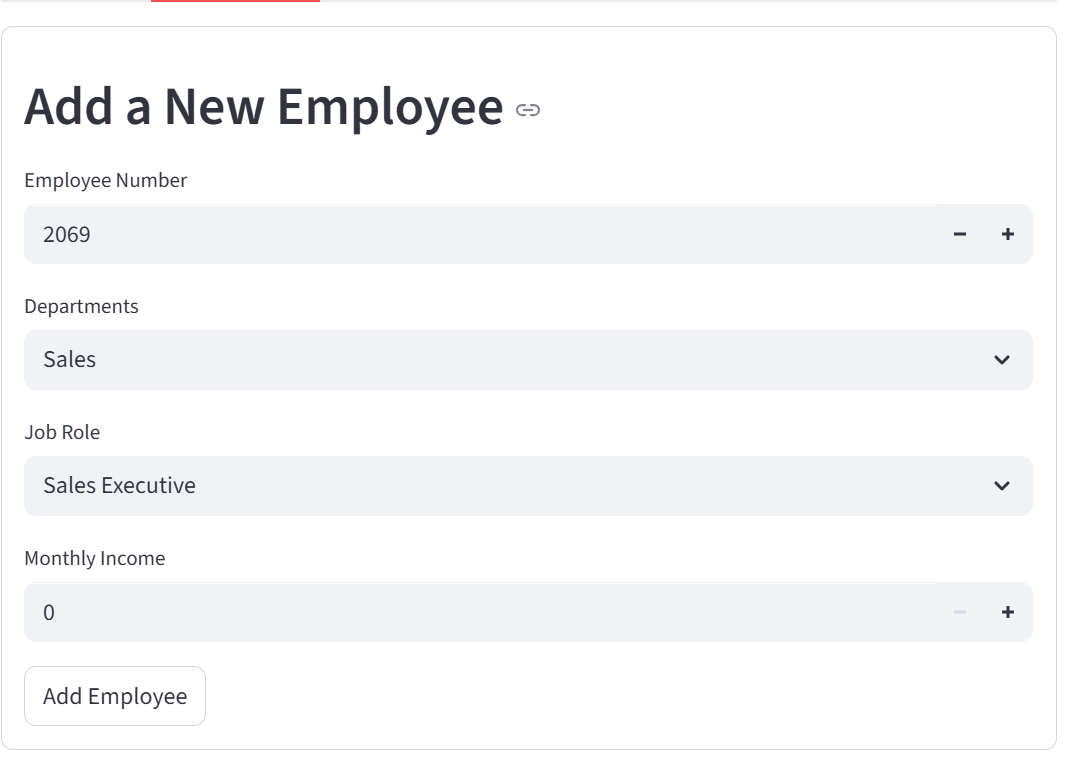 Add a New Employee
Employee Number
2069
Departments
Sales
Job Role
Sales Executive
Monthly Income
0
Add Employee